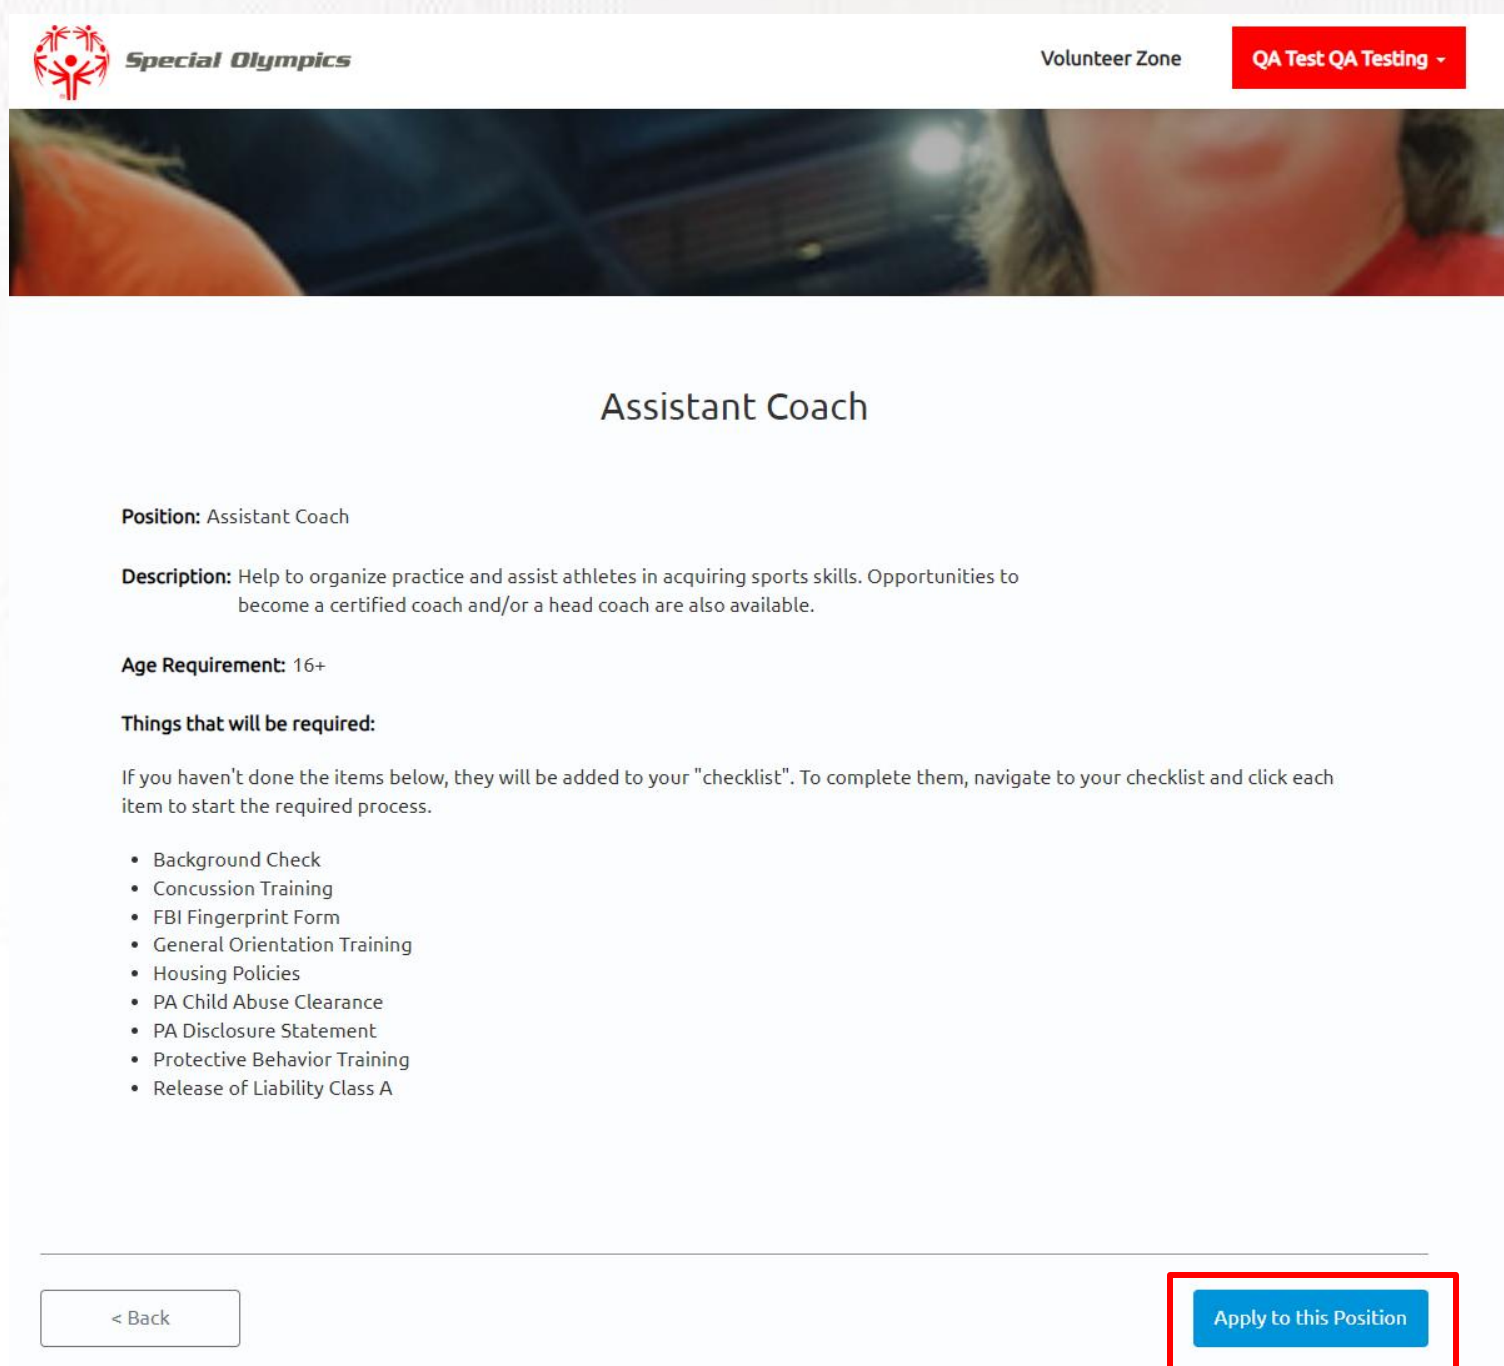 Special Olympics
Volunteer Zone
QA Test QA Testing
Assistant Coach
Position: Assistant Coach
Description: Help to organize practice and assist athletes in acquiring sports skills. Opportunities to
become a certified coach and/or a head coach are also available.
Age Requirement: 16+
Things that will be required:
If you haven't done the items below, they will be added to your "checklist". To complete them, navigate to your checklist and click each
item to start the required process.
• Background Check
• Concussion Training
• FBI Fingerprint Form
• General Orientation Training
• Housing Policies
• PA Child Abuse Clearance
• PA Disclosure Statement
• Protective Behavior Training
• Release of Liability Class A
< Back
Apply to this Position